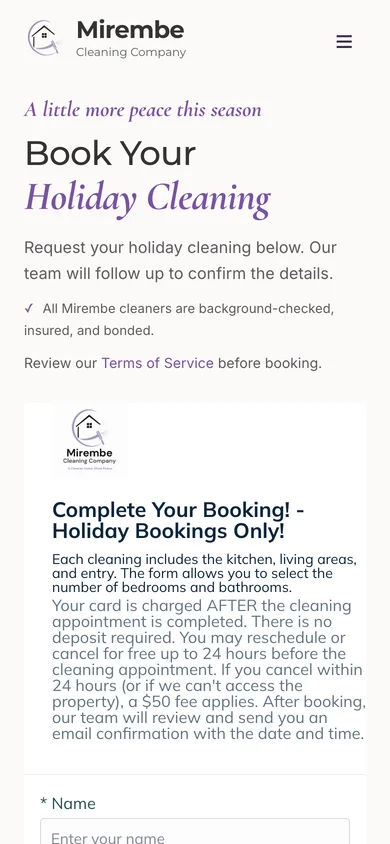 Mirembe
Cleaning Company
A little more peace this season
Book Your
Holiday Cleaning
Request your holiday cleaning below. Our
team will follow up to confirm the details.
✓ All Mirembe cleaners are background-checked,
insured, and bonded.
Review our Terms of Service before booking.
Mirembe
Cleaning Company
Complete Your Booking! -
Holiday Bookings Only!
Each cleaning includes the kitchen, living areas,
and entry. The form allows you to select the
number of bedrooms and bathrooms.
Your card is charged AFTER the cleaning
appointment is completed. There is no
deposit required. You may reschedule or
cancel for free up to 24 hours before the
cleaning appointment. If you cancel within
24 hours (or if we can't access the
property), a $50 fee applies. After booking,
our team will review and send you an
email confirmation with the date and time.
* Name
Enter your name